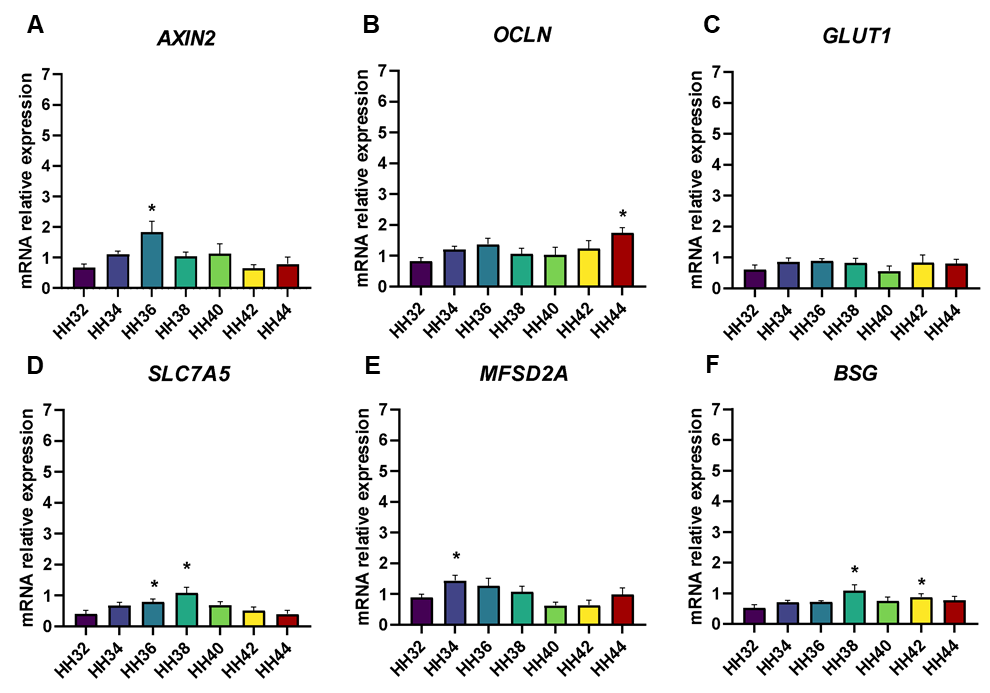 A
AXIN2
mRNA relative expression
7
6
5
4
3
2
1
0
*
HH32
HH34
HH36
HH38
HH40
HH42
HH44
B
OCLN
mRNA relative expression
7
6
5
4
3
2
1
0
*
HH32
HH34
HH36
HH38
HH40
HH42
HH44
C
GLUT1
mRNA relative expression
7
6
5
4
3
2
1
0
HH32
HH34
HH36
HH38
HH40
HH42
HH44
D
SLC7A5
mRNA relative expression
7
6
5
4
3
2
1
0
* *
HH32
HH34
HH36
HH38
HH40
HH42
HH44
E
MFSD2A
mRNA relative expression
7
6
5
4
3
2
1
0
*
HH32
HH34
HH36
HH38
HH40
HH42
HH44
F
BSG
mRNA relative expression
7
6
5
4
3
2
1
0
* *
HH32
HH34
HH36
HH38
HH40
HH42
HH44